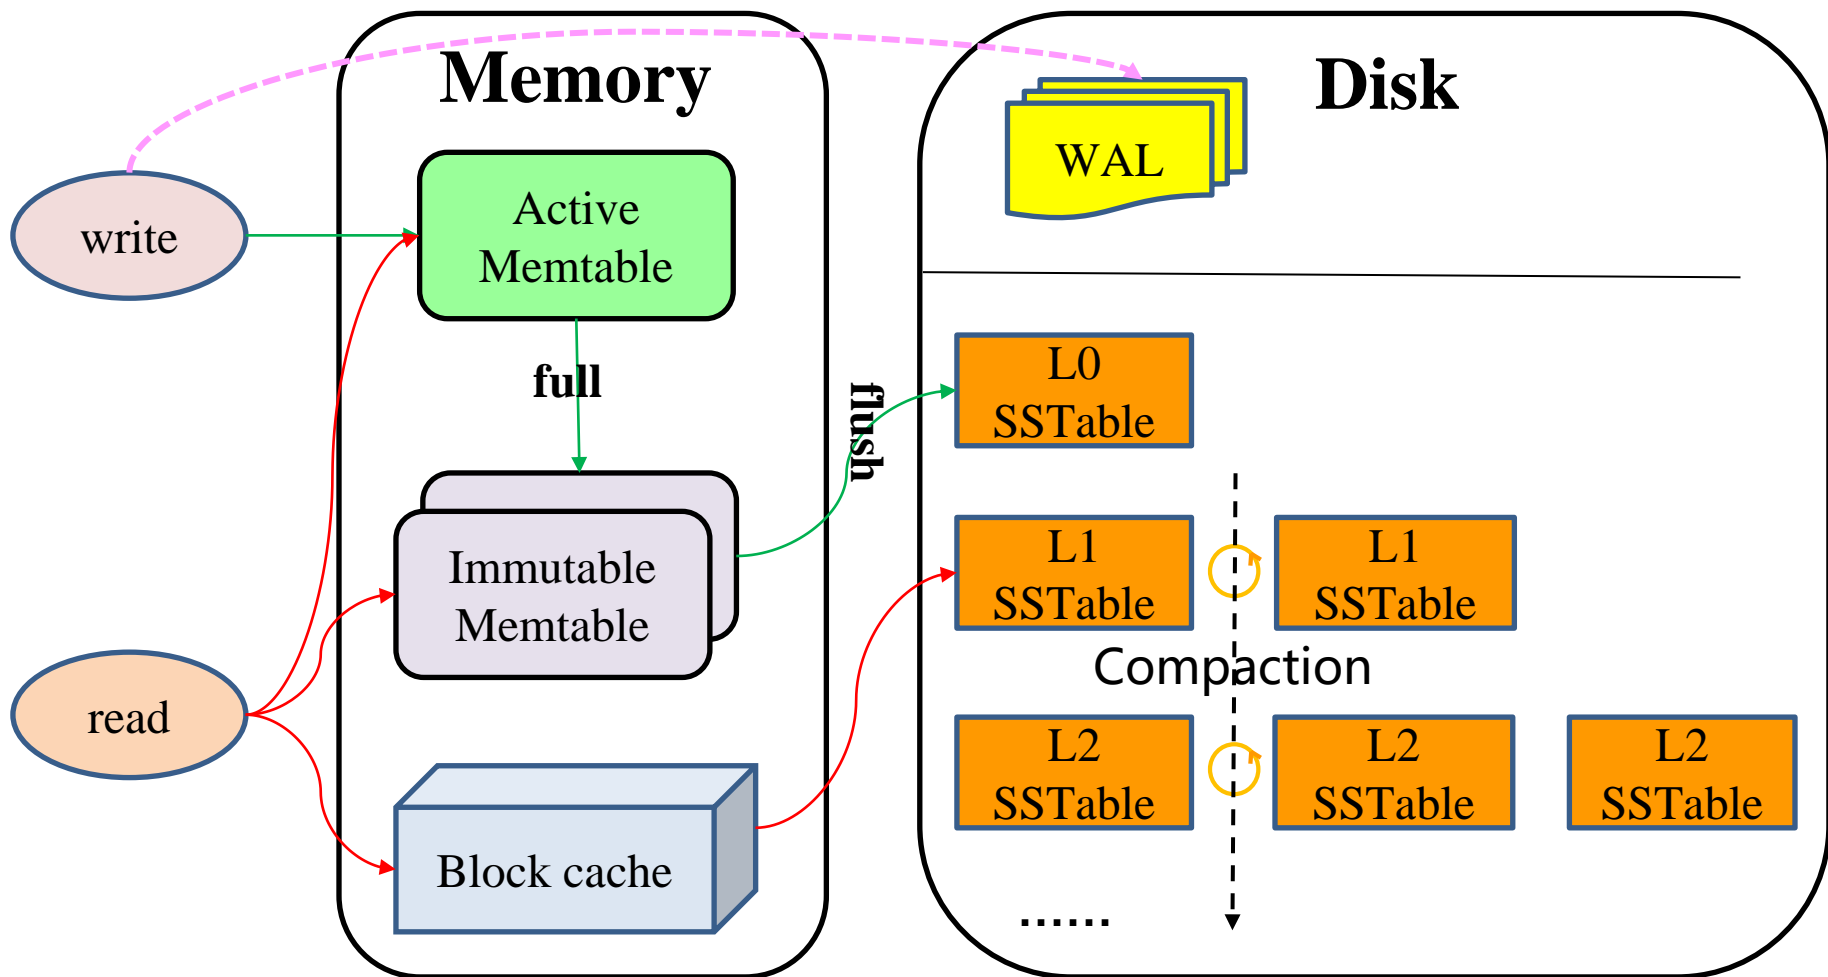 Memory
Disk
WAL
write
Active
Memtable
full
flush
L0
SSTable
Immutable
Memtable
L1
SSTable
L1
SSTable
Compaction
read
L2
SSTable
L2
SSTable
L2
SSTable
Block cache
......